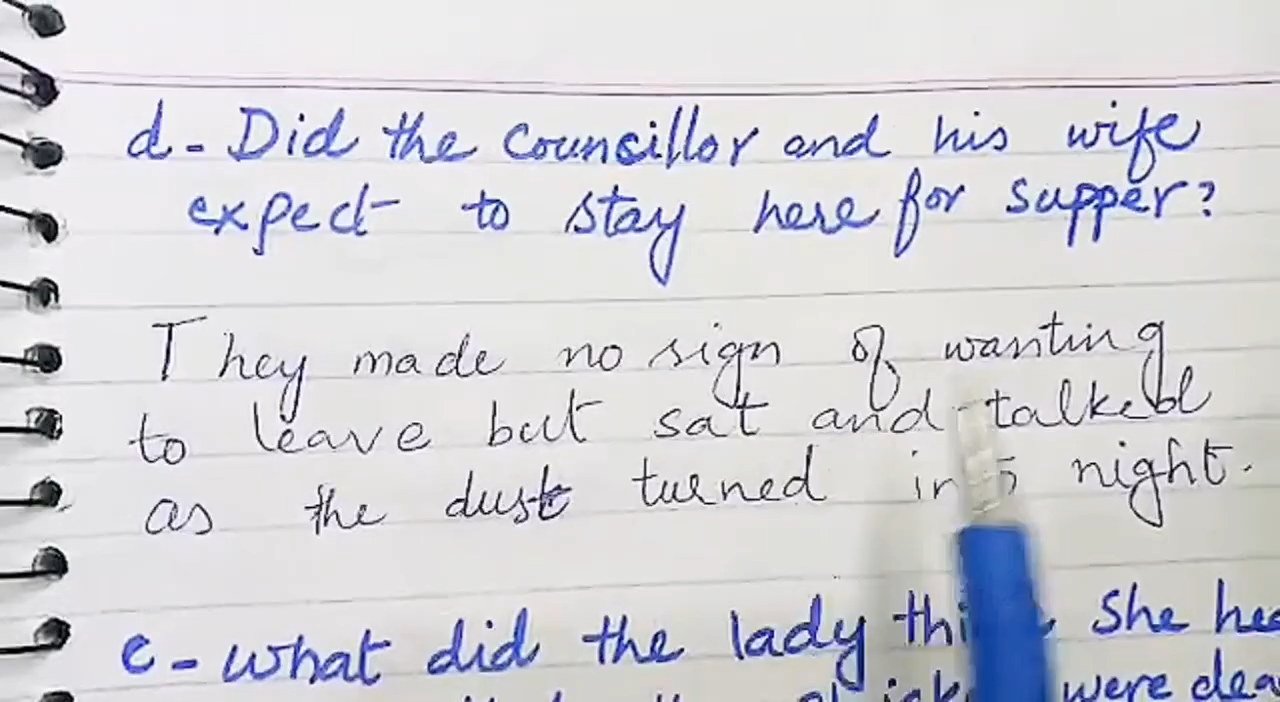 d - Did the Councillor and his wife
expect to stay here for supper?
They made no sign of wanting
to leave but sat and talked
as the dust turned night.
e - what did the lady She
were